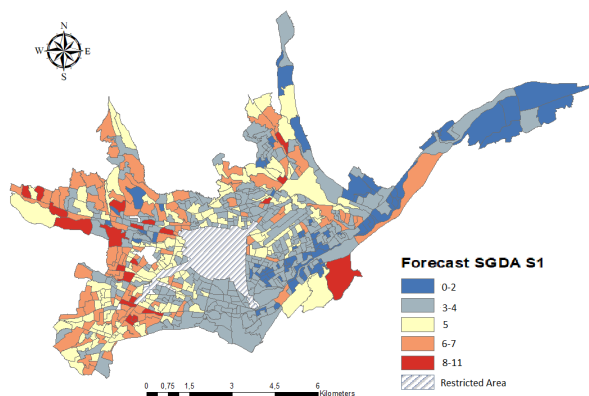 N
W E
S
Forecast SGDA S1
0-2
3-4
5
6-7
8-11
Restricted Area
0 0,75 1,5 3 4,5 6
Kilometers